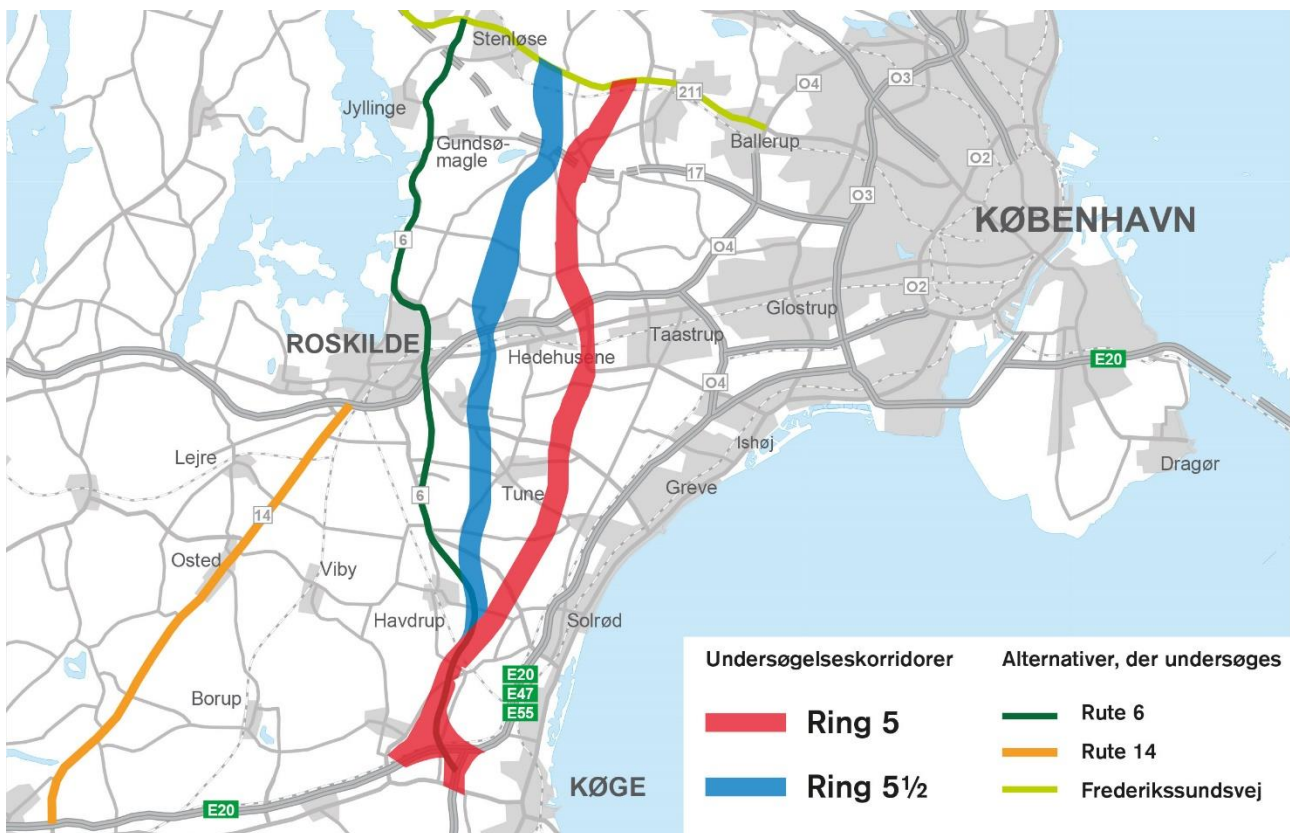 Stenløse
Jyllinge
211
O4
O3
Ballerup
Gundsø-
magle
17
O2
O3
KØBENHAVN
6
O4
O2
Glostrup
Taastrup
ROSKILDE
Hedehusene
E20
O4
Ishøj
Lejre
Dragør
Tune
Greve
6
14
Osted
Viby
Havdrup
Solrød
E20
E47
E55
Borup
KØGE
E20
Undersøgelseskorridorer
Ring 5
Ring 5½
Alternativer, der undersøges
Rute 6
Rute 14
Frederikssundsvej